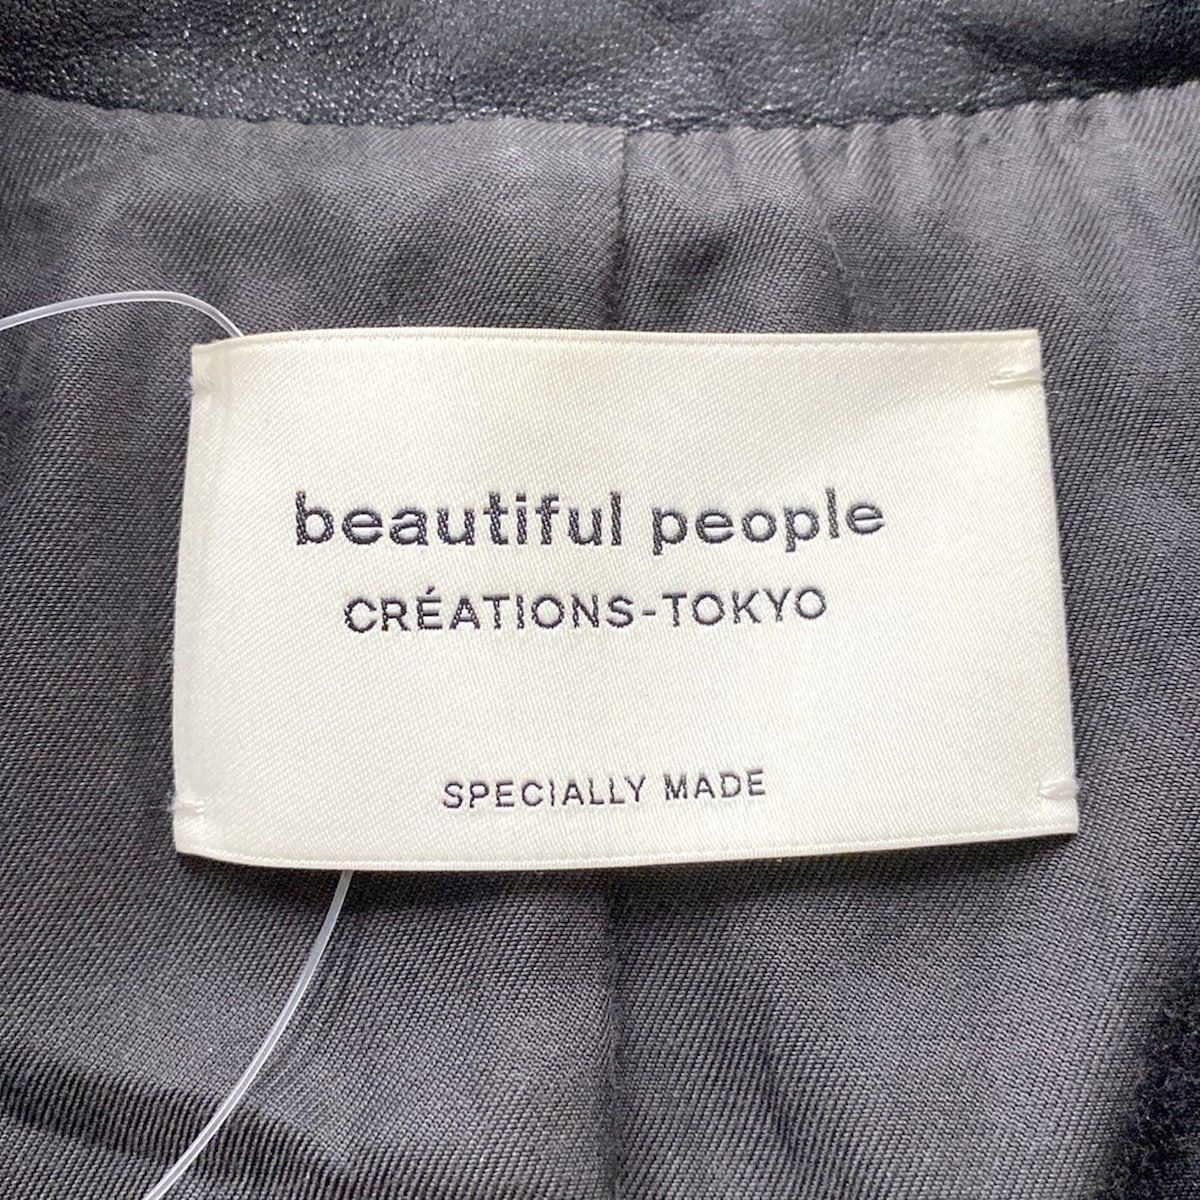 beautiful people
CRÉATIONS-TOKYO
SPECIALLY MADE